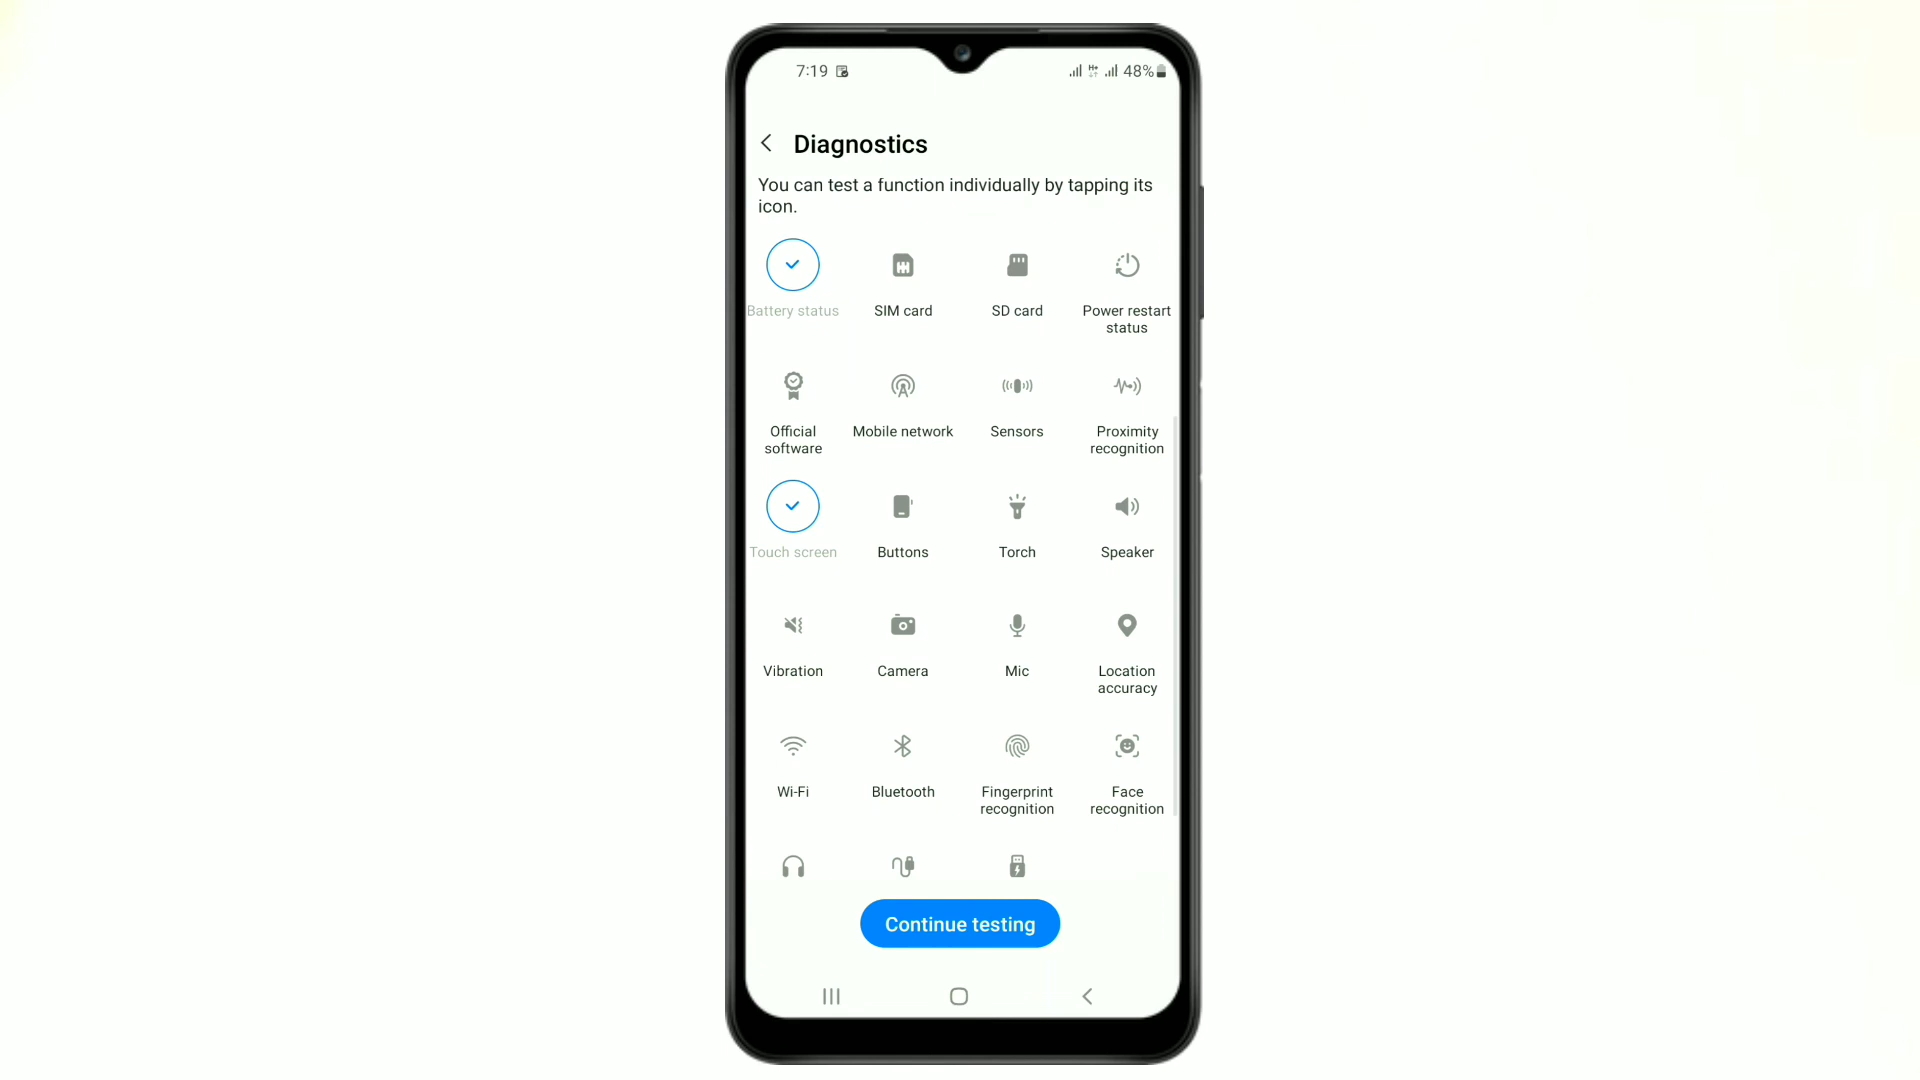 7:19 48%
Diagnostics
You can test a function individually by tapping its
icon.
Battery status SIM card SD card Power restart
status
Official Mobile network Sensors Proximity
software recognition
Touch screen Buttons Torch Speaker
Vibration Camera Mic Location
accuracy
Wi-Fi Bluetooth Fingerprint Face
recognition recognition
Continue testing